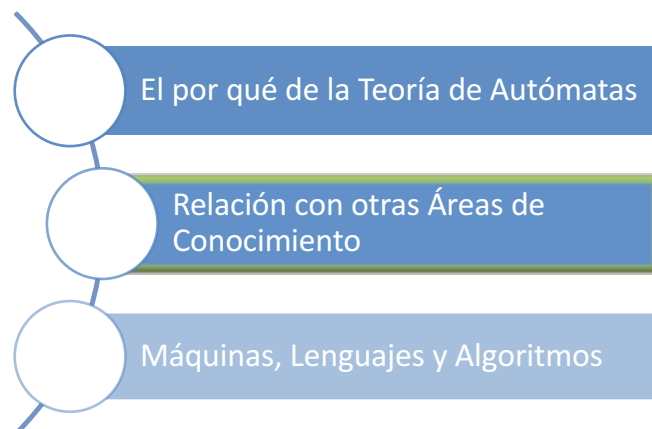 El por qué de la Teoría de Autómatas
Relación con otras Áreas de
Conocimiento
Máquinas, Lenguajes y Algoritmos